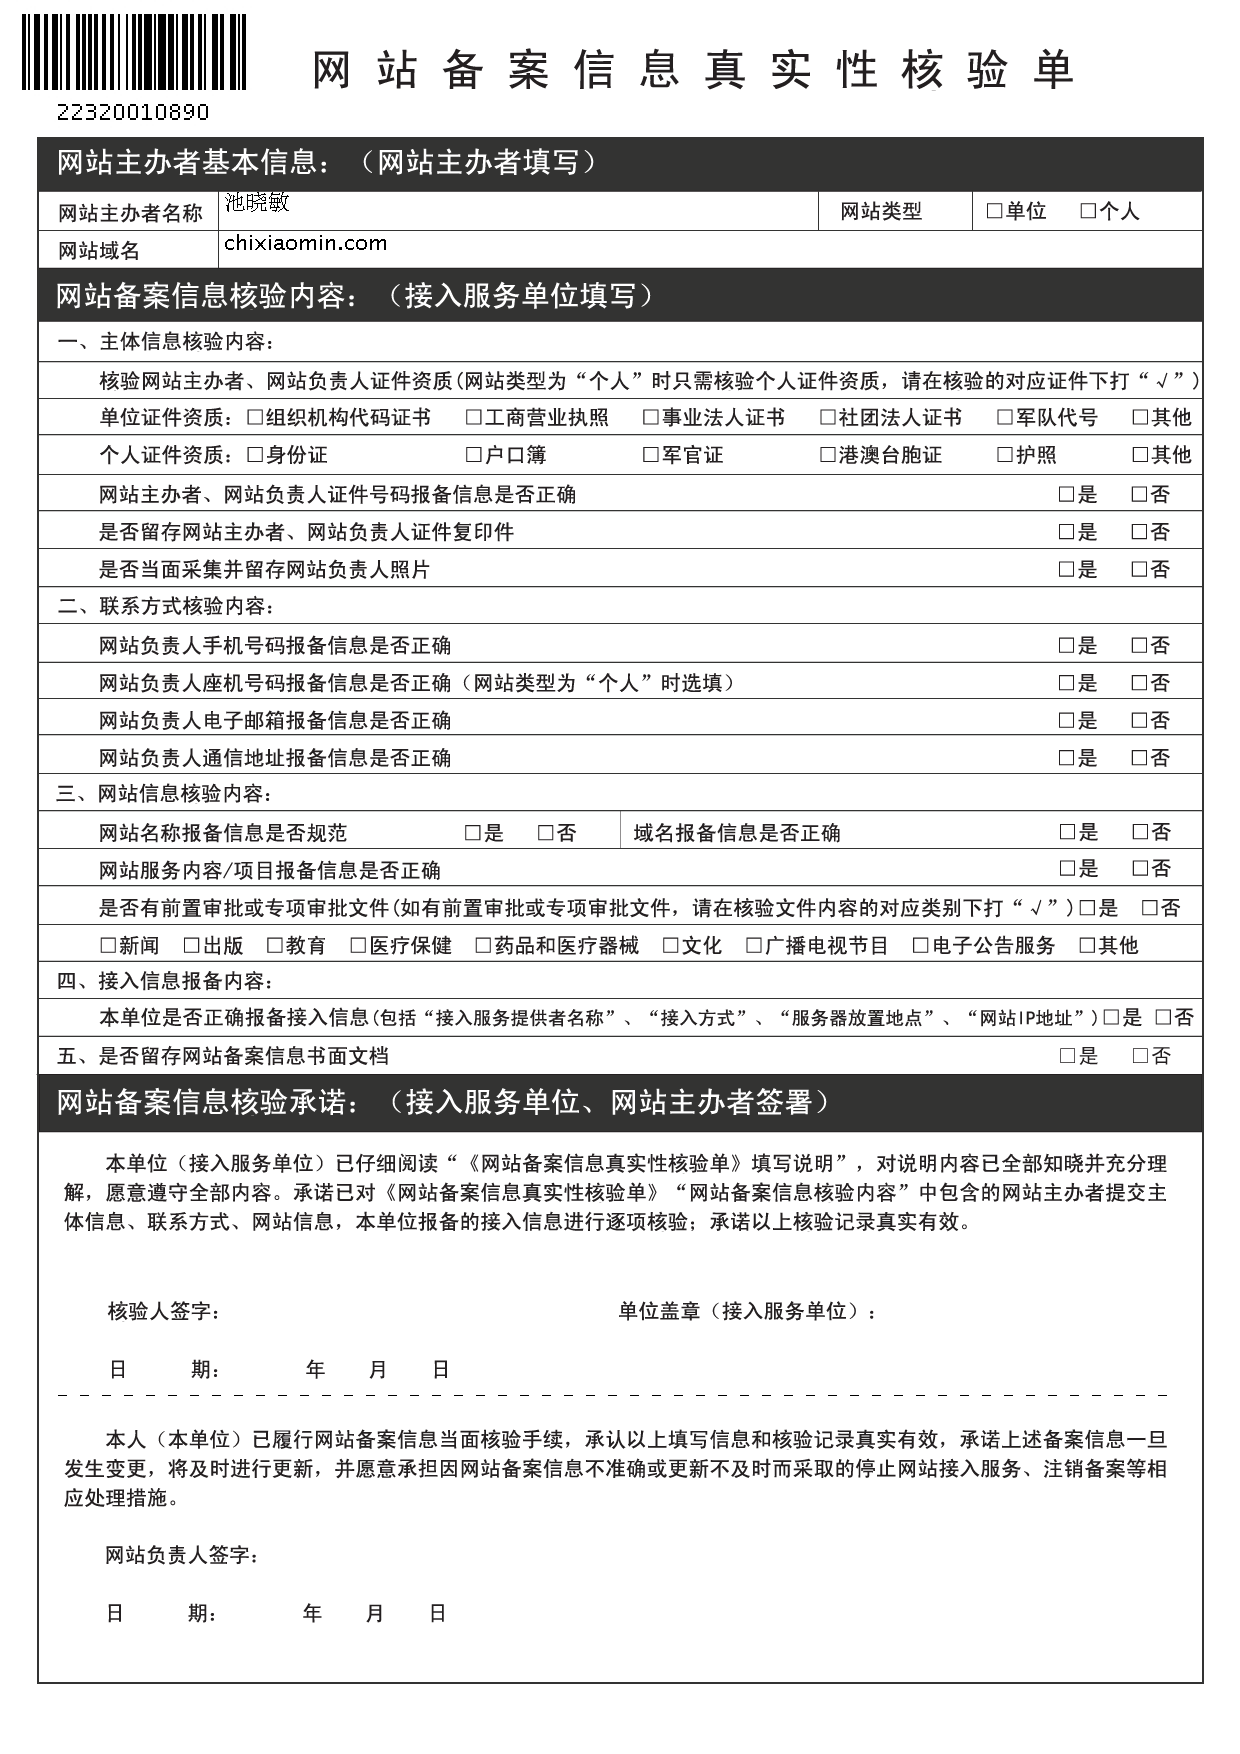 网站备案信息真实性核验单
22320010890
网站主办者基本信息：（网站主办者填写）
网站主办者名称 池晓敏 网站类型 □单位 □个人
网站域名 chixiaomin.com
网站备案信息核验内容：（接入服务单位填写）
一、主体信息核验内容：
核验网站主办者、网站负责人证件资质(网站类型为“个人”时只需核验个人证件资质，请在核验的对应证件下打“√”)
单位证件资质：□组织机构代码证书 □工商营业执照 □事业法人证书 □社团法人证书 □军队代号 □其他
个人证件资质：□身份证 □户口簿 □军官证 □港澳台胞证 □护照 □其他
网站主办者、网站负责人证件号码报备信息是否正确 □是 □否
是否留存网站主办者、网站负责人证件复印件 □是 □否
是否当面采集并留存网站负责人照片 □是 □否
二、联系方式核验内容：
网站负责人手机号码报备信息是否正确 □是 □否
网站负责人座机号码报备信息是否正确（网站类型为“个人”时选填） □是 □否
网站负责人电子邮箱报备信息是否正确 □是 □否
网站负责人通信地址报备信息是否正确 □是 □否
三、网站信息核验内容：
网站名称报备信息是否规范 □是 □否 域名报备信息是否正确 □是 □否
网站服务内容/项目报备信息是否正确 □是 □否
是否有前置审批或专项审批文件(如有前置审批或专项审批文件，请在核验文件内容的对应类别下打“√”)□是 □否
□新闻 □出版 □教育 □医疗保健 □药品和医疗器械 □文化 □广播电视节目 □电子公告服务 □其他
四、接入信息报备内容：
本单位是否正确报备接入信息(包括“接入服务提供者名称”、“接入方式”、“服务器放置地点”、“网站IP地址”)□是 □否
五、是否留存网站备案信息书面文档 □是 □否
网站备案信息核验承诺：（接入服务单位、网站主办者签署）
本单位（接入服务单位）已仔细阅读“《网站备案信息真实性核验单》填写说明”，对说明内容已全部知晓并充分理
解，愿意遵守全部内容。承诺已对《网站备案信息真实性核验单》“网站备案信息核验内容”中包含的网站主办者提交主
体信息、联系方式、网站信息，本单位报备的接入信息进行逐项核验；承诺以上核验记录真实有效。
核验人签字： 单位盖章（接入服务单位）：
日 期： 年 月 日
本人（本单位）已履行网站备案信息当面核验手续，承认以上填写信息和核验记录真实有效，承诺上述备案信息一旦
发生变更，将及时进行更新，并愿意承担因网站备案信息不准确或更新不及时而采取的停止网站接入服务、注销备案等相
应处理措施。
网站负责人签字：
日 期： 年 月 日